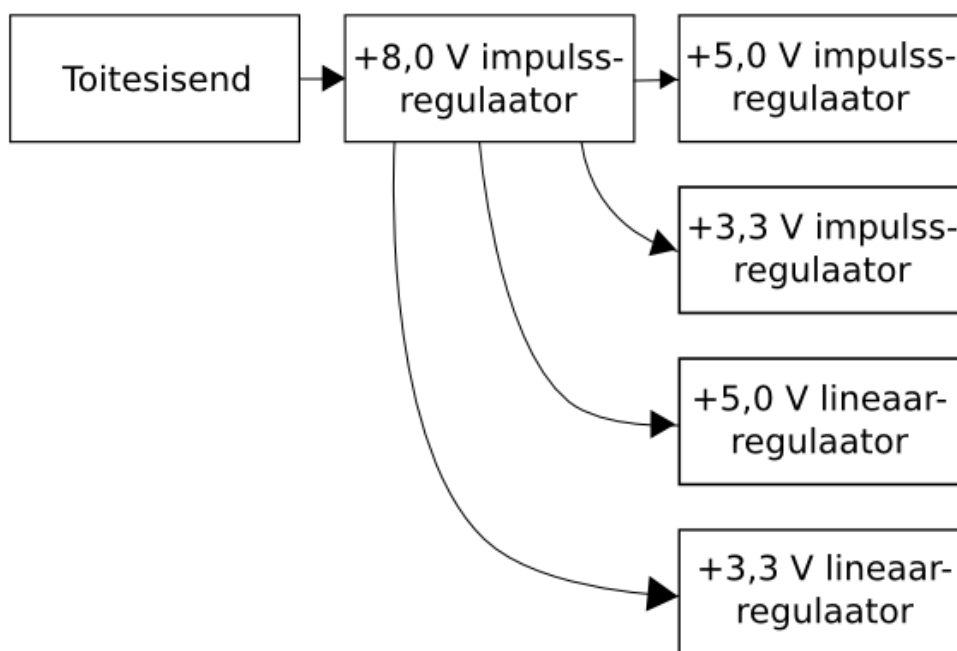 Toitesisend
+8,0 V impulss-
regulaator
+5,0 V impulss-
regulaator
+3,3 V impulss-
regulaator
+5,0 V lineaar-
regulaator
+3,3 V lineaar-
regulaator